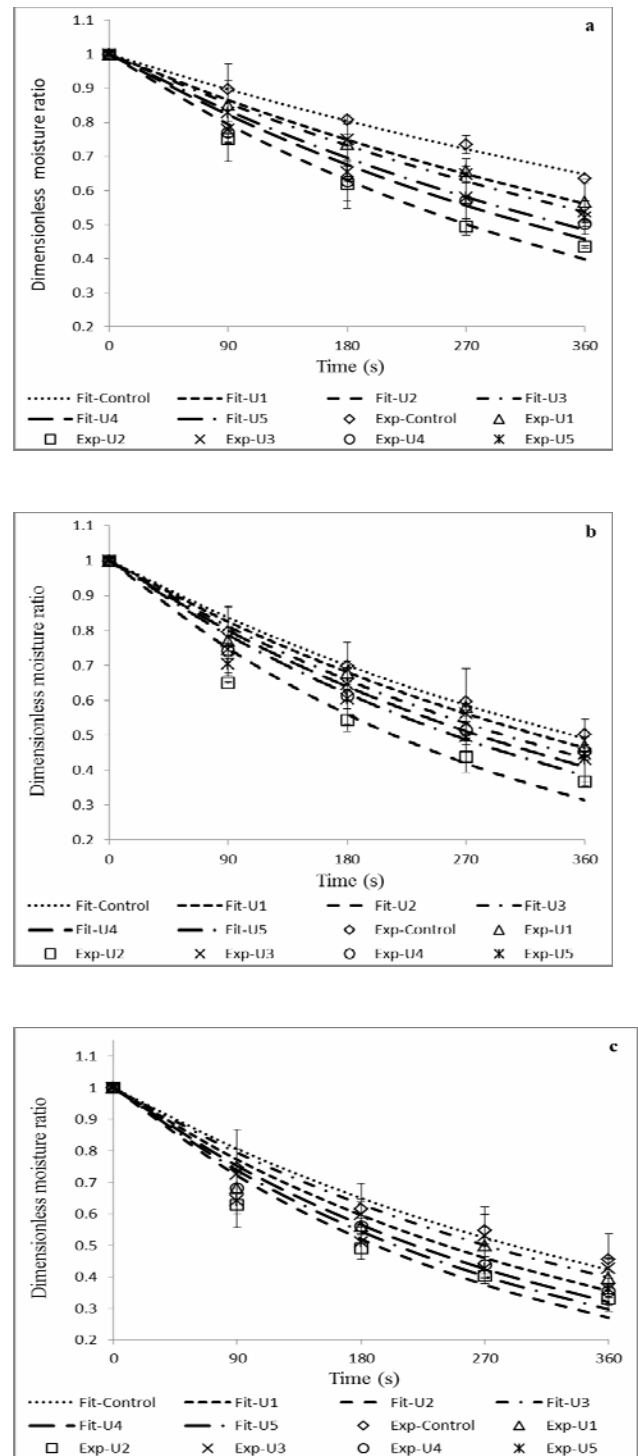 a
1.1
1
0.9
0.8
0.7
0.6
0.5
0.4
0.3
0.2
Dimensionless moisture ratio
0 90 180 270 360
Time (s)
Fit-Control Fit-U1 Fit-U2 Fit-U3
Fit-U4 Fit-U5 Exp-Control Exp-U1
Exp-U2 Exp-U3 Exp-U4 Exp-U5
b
1.1
1
0.9
0.8
0.7
0.6
0.5
0.4
0.3
0.2
Dimensionless moisture ratio
0 90 180 270 360
Time (s)
Fit-Control Fit-U1 Fit-U2 Fit-U3
Fit-U4 Fit-U5 Exp-Control Exp-U1
Exp-U2 Exp-U3 Exp-U4 Exp-U5
c
1.1
1
0.9
0.8
0.7
0.6
0.5
0.4
0.3
0.2
Dimensionless moisture ratio
0 90 180 270 360
Time (s)
Fit-Control Fit-U1 Fit-U2 Fit-U3
Fit-U4 Fit-U5 Exp-Control Exp-U1
Exp-U2 Exp-U3 Exp-U4 Exp-U5